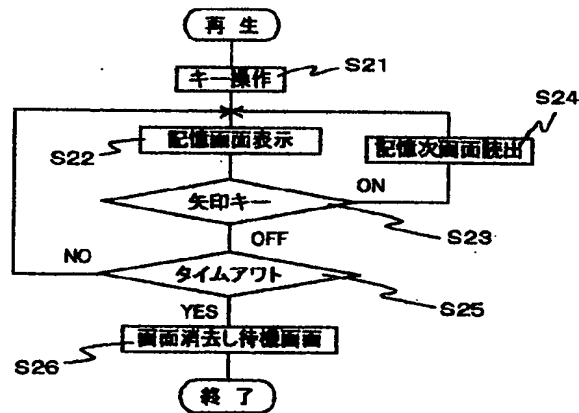 再 生
キー操作
S21
S24
記憶画面表示
記憶次画面読出
S22
矢印キー
ON
S23
OFF
NO
タイムアウト
S25
YES
画面消去し待機画面
S26
終 了